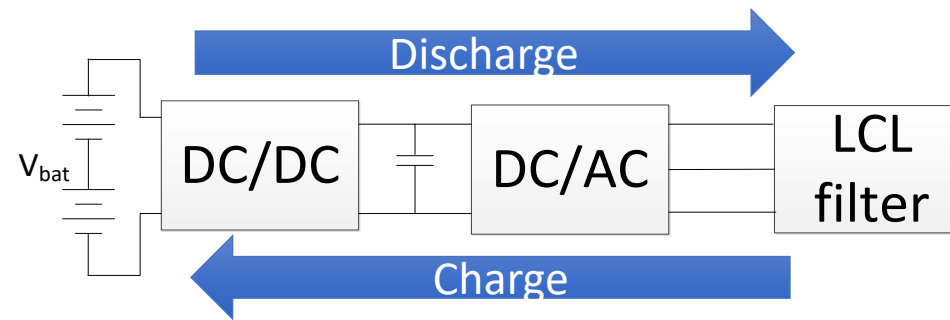 Discharge
V_bat
DC/DC
DC/AC
LCL
filter
Charge